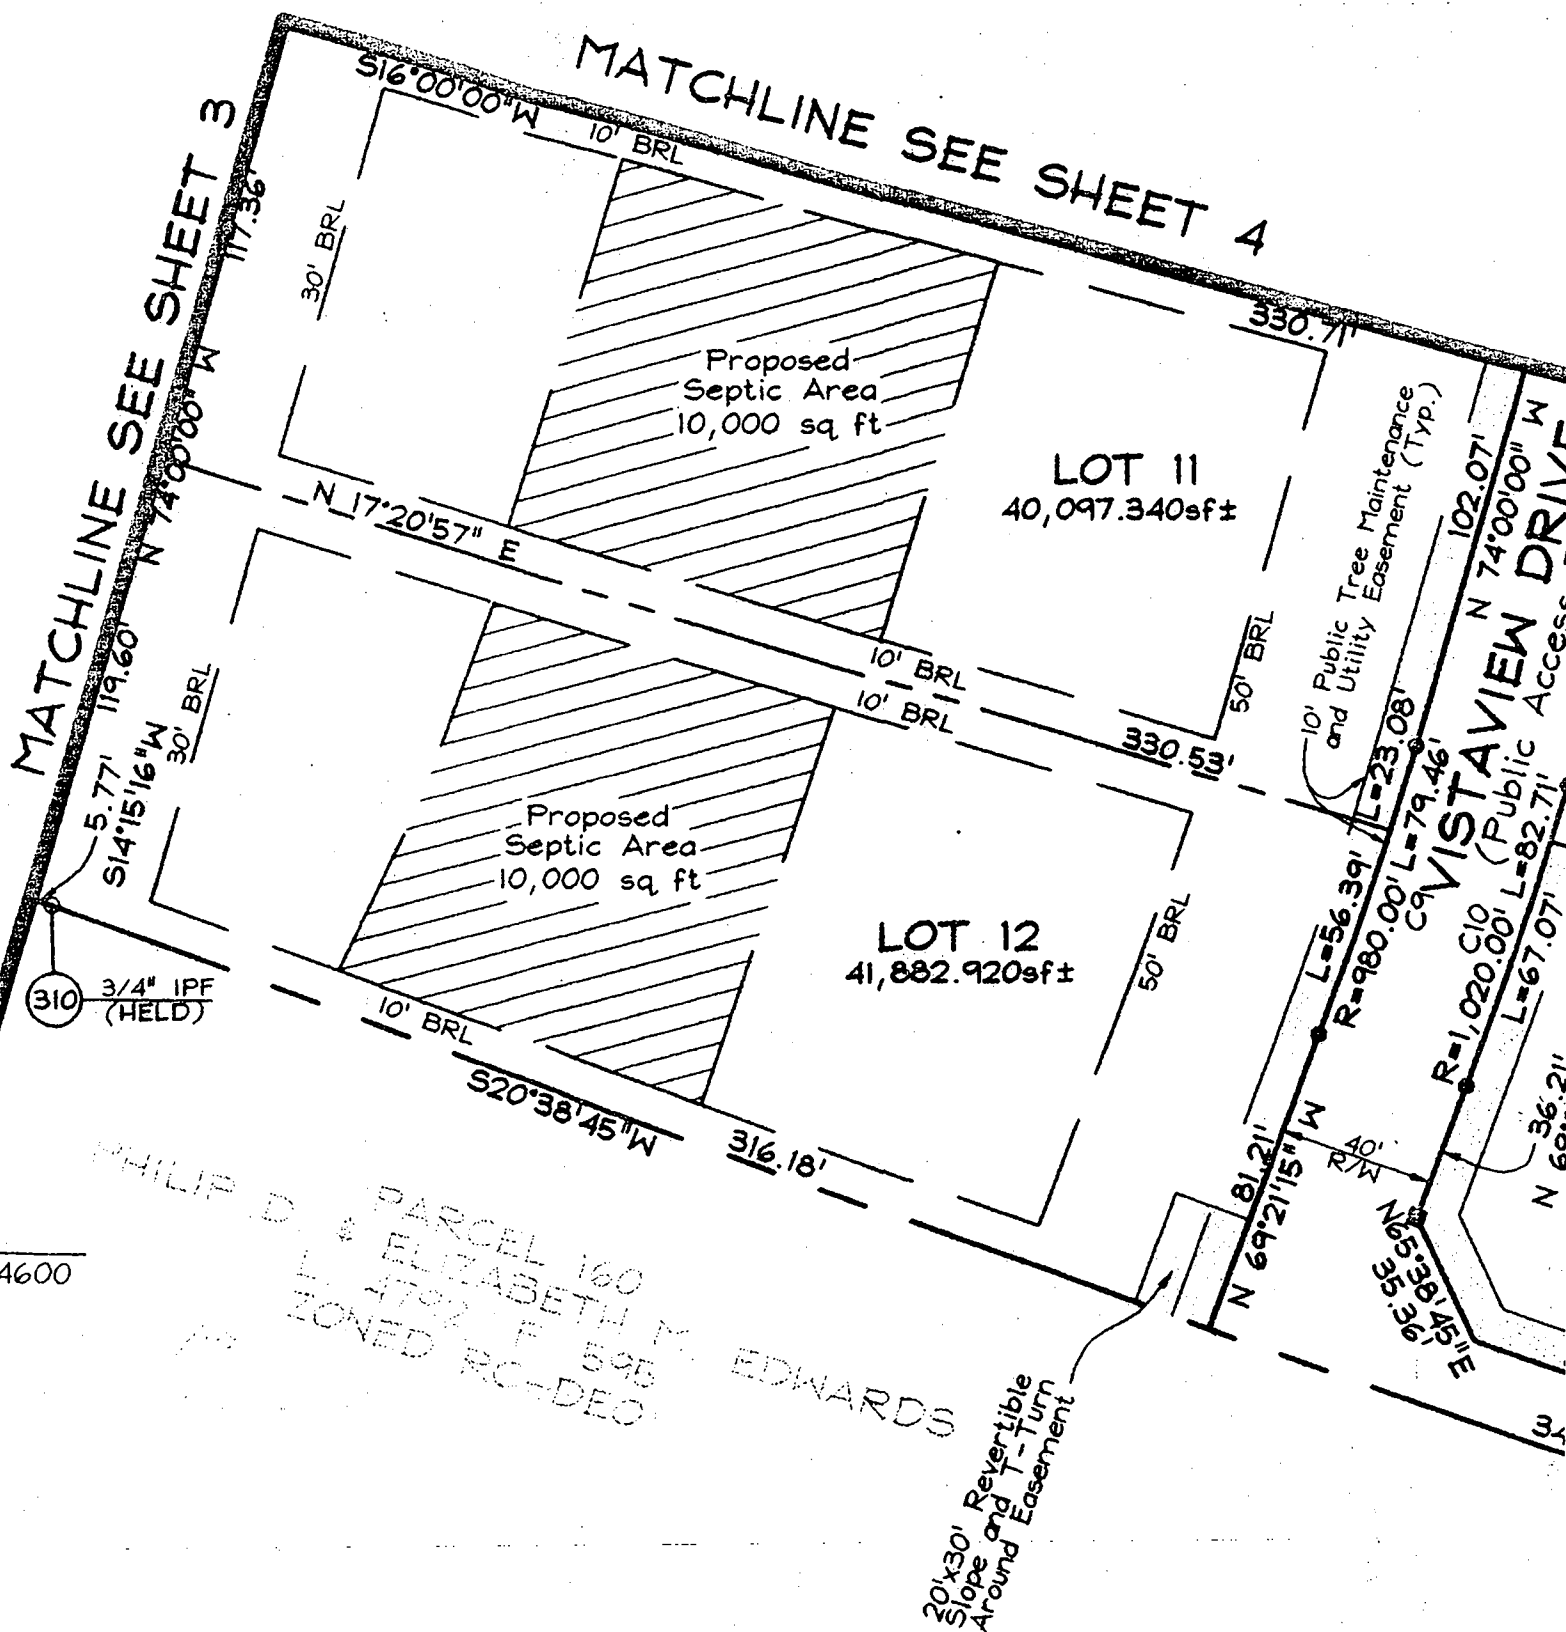 MATCHLINE SEE SHEET 4
MATCHLINE SEE SHEET 3
S16°00'00"W
10' BRL
330.71'
117.36'
N 74°00'00" W
30' BRL
Proposed
Septic Area
10,000 sq ft
LOT 11
40,097.340sf±
50' BRL
N 17°20'57" E
10' BRL
10' BRL
330.53'
10' Public Tree Maintenance
and Utility Easement (Typ.)
102.07'
N 74°00'00" W
VISTAVIEW DRIVE
(Public Access
119.60'
30' BRL
5.77'
S14°15'16"W
310
3/4" IPF
(HELD)
Proposed
Septic Area
10,000 sq ft
LOT 12
41,882.920sf±
50' BRL
10' BRL
S20°38'45"W
316.18'
L=23.08'
L=56.39'
R=980.00' L=79.46'
C9
C10
R=1,020.00' L=82.71'
L=67.07'
81.21'
N 69°21'15" W
40'
R/W
36.21'
N 69°
N65°38'45"E
35.36'
20'x30' Revertible
Slope and T-Turn
Around Easement
PARCEL 160
PHILIP D. & ELIZABETH M. EDWARDS
L. 4792 F. 595
ZONED RC-DEO
4600